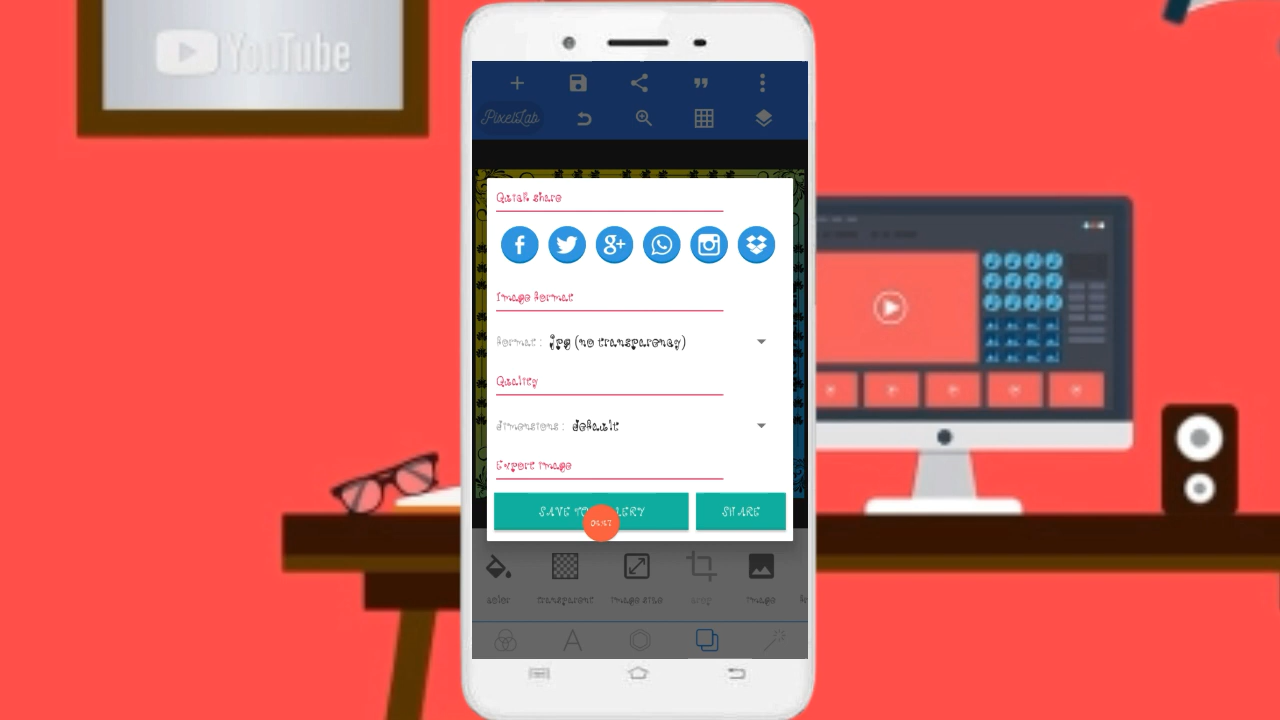 YouTube
PixelLab
Quick share
Image format
format : Jpg (no transparency)
Quality
dimensions : default
Export image
SAVE TO GALLERY SHARE
color transparent image size crop image